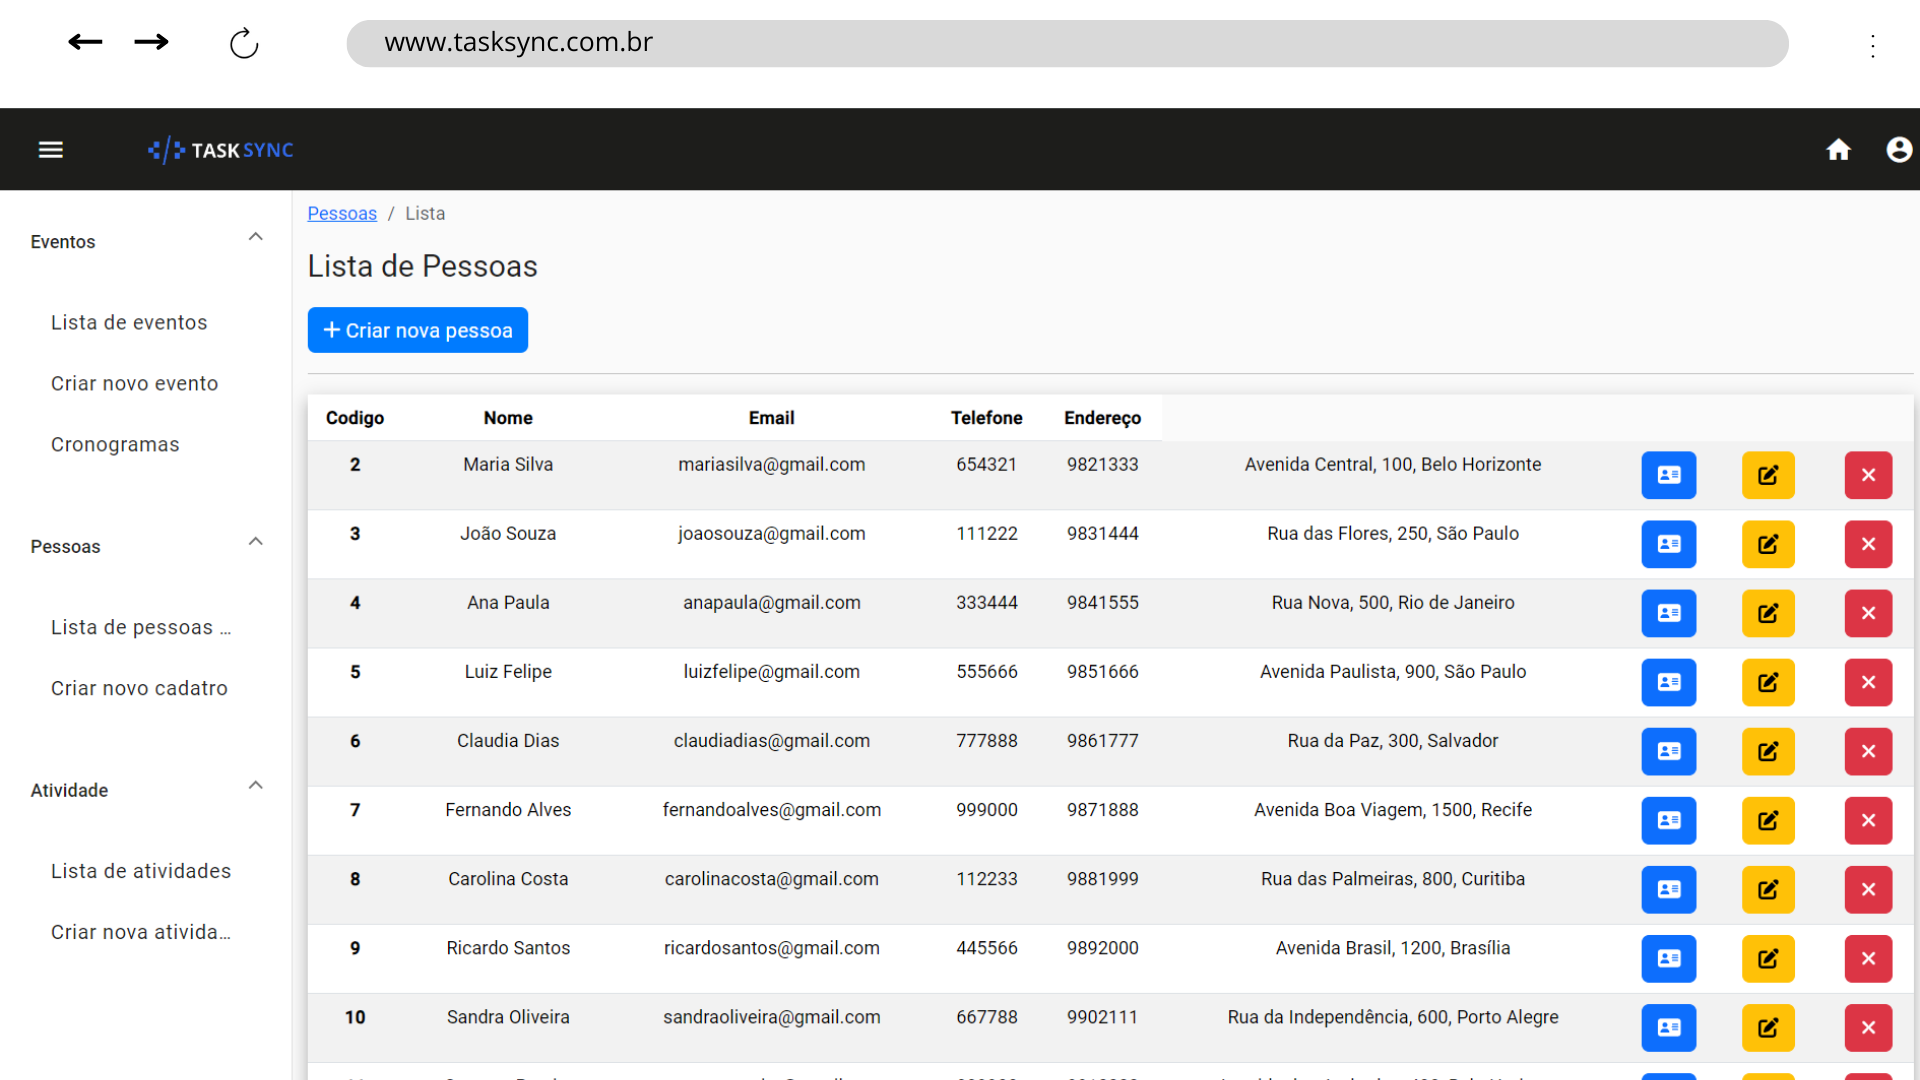 www.tasksync.com.br
TASK SYNC
Eventos
Lista de eventos
Criar novo evento
Cronogramas
Pessoas
Lista de pessoas ...
Criar novo cadatro
Atividade
Lista de atividades
Criar nova ativida...
Pessoas / Lista
Lista de Pessoas
+ Criar nova pessoa
Codigo Nome Email Telefone Endereço
2 Maria Silva mariasilva@gmail.com 654321 9821333 Avenida Central, 100, Belo Horizonte
3 João Souza joaosouza@gmail.com 111222 9831444 Rua das Flores, 250, São Paulo
4 Ana Paula anapaula@gmail.com 333444 9841555 Rua Nova, 500, Rio de Janeiro
5 Luiz Felipe luizfelipe@gmail.com 555666 9851666 Avenida Paulista, 900, São Paulo
6 Claudia Dias claudiadias@gmail.com 777888 9861777 Rua da Paz, 300, Salvador
7 Fernando Alves fernandoalves@gmail.com 999000 9871888 Avenida Boa Viagem, 1500, Recife
8 Carolina Costa carolinacosta@gmail.com 112233 9881999 Rua das Palmeiras, 800, Curitiba
9 Ricardo Santos ricardosantos@gmail.com 445566 9892000 Avenida Brasil, 1200, Brasília
10 Sandra Oliveira sandraoliveira@gmail.com 667788 9902111 Rua da Independência, 600, Porto Alegre